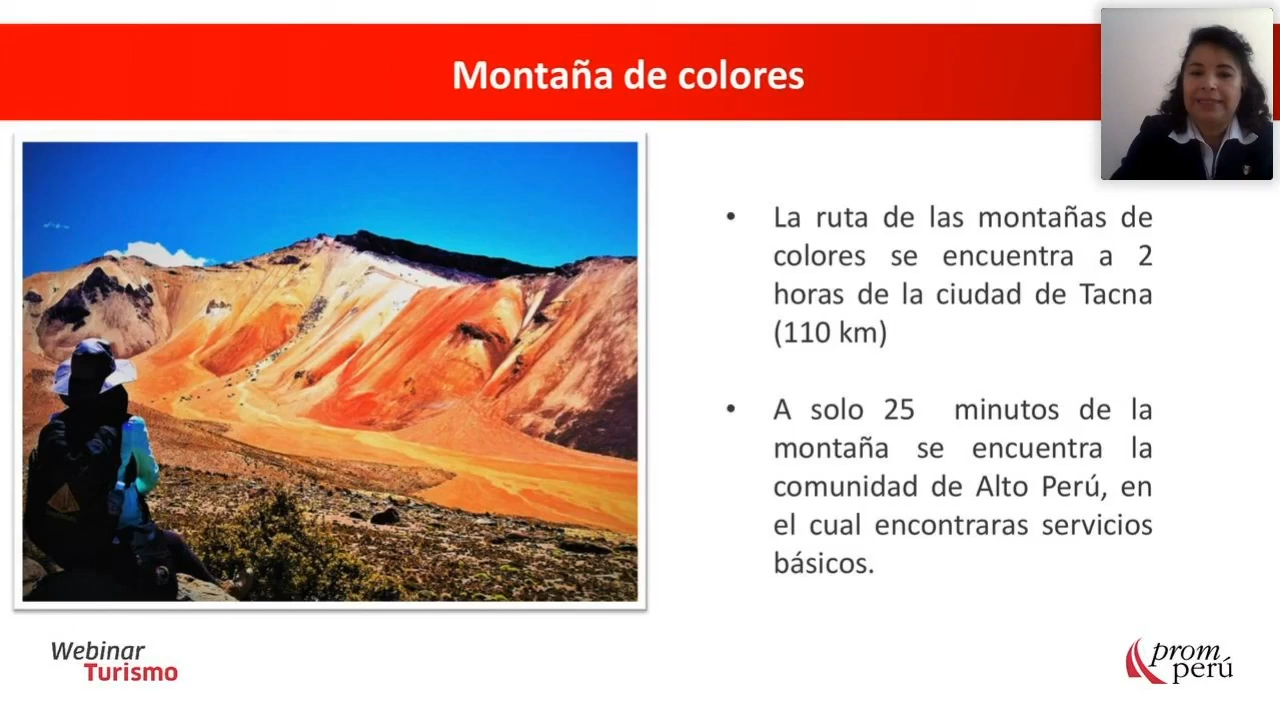 Montaña de colores
• La ruta de las montañas de
colores se encuentra a 2
horas de la ciudad de Tacna
(110 km)
• A solo 25 minutos de la
montaña se encuentra la
comunidad de Alto Perú, en
el cual encontraras servicios
básicos.
Webinar
Turismo
prom
perú